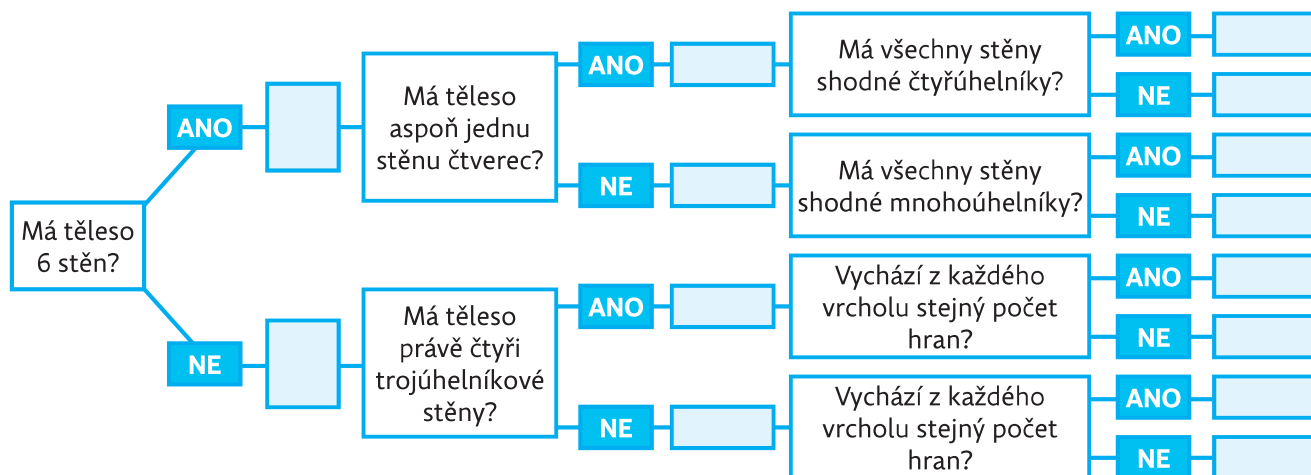 Má těleso
6 stěn?
ANO
NE
Má těleso
aspoň jednu
stěnu čtverec?
ANO
NE
Má těleso
právě čtyři
trojúhelníkové
stěny?
ANO
NE
Má všechny stěny
shodné čtyřúhelníky?
ANO
NE
Má všechny stěny
shodné mnohoúhelníky?
ANO
NE
Vychází z každého
vrcholu stejný počet
hran?
ANO
NE
Vychází z každého
vrcholu stejný počet
hran?
ANO
NE